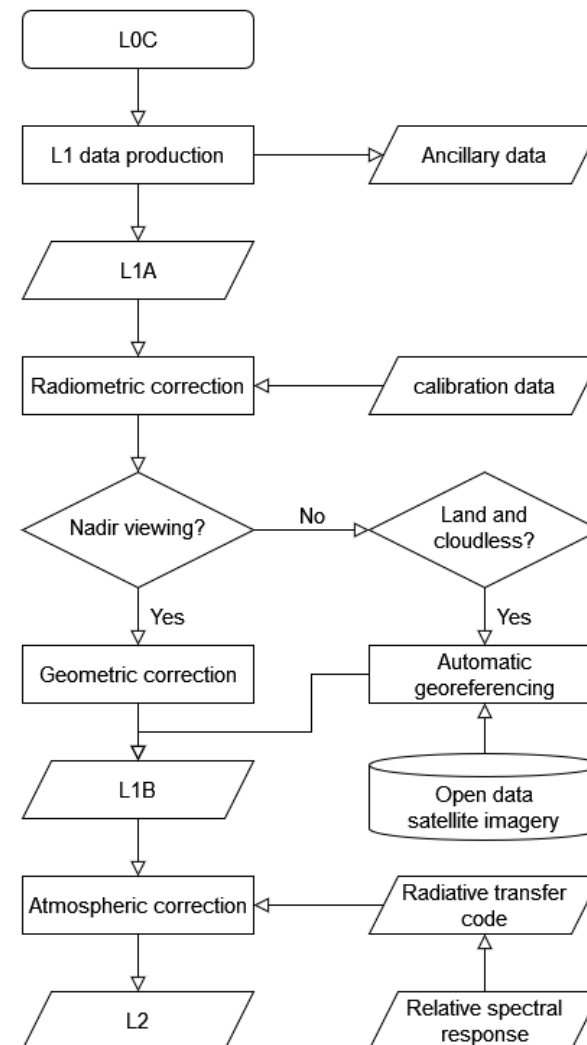 L0C
L1 data production
Ancillary data
L1A
Radiometric correction
calibration data
Nadir viewing?
No
Land and
cloudless?
Yes
Yes
Geometric correction
Automatic
georeferencing
L1B
Open data
satellite imagery
Atmospheric correction
Radiative transfer
code
L2
Relative spectral
response